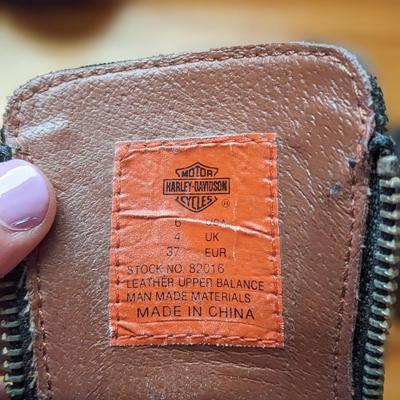 MOTOR
HARLEY-DAVIDSON
CYCLES
®
6 USA
4 UK
37 EUR
STOCK NO. 82016
LEATHER UPPER BALANCE
MAN MADE MATERIALS
MADE IN CHINA